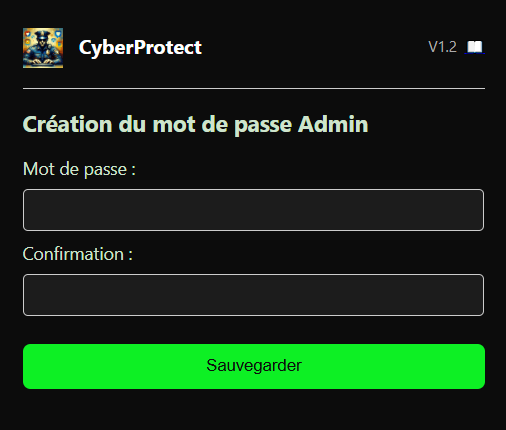 CyberProtect V1.2
Création du mot de passe Admin
Mot de passe :
Confirmation :
Sauvegarder